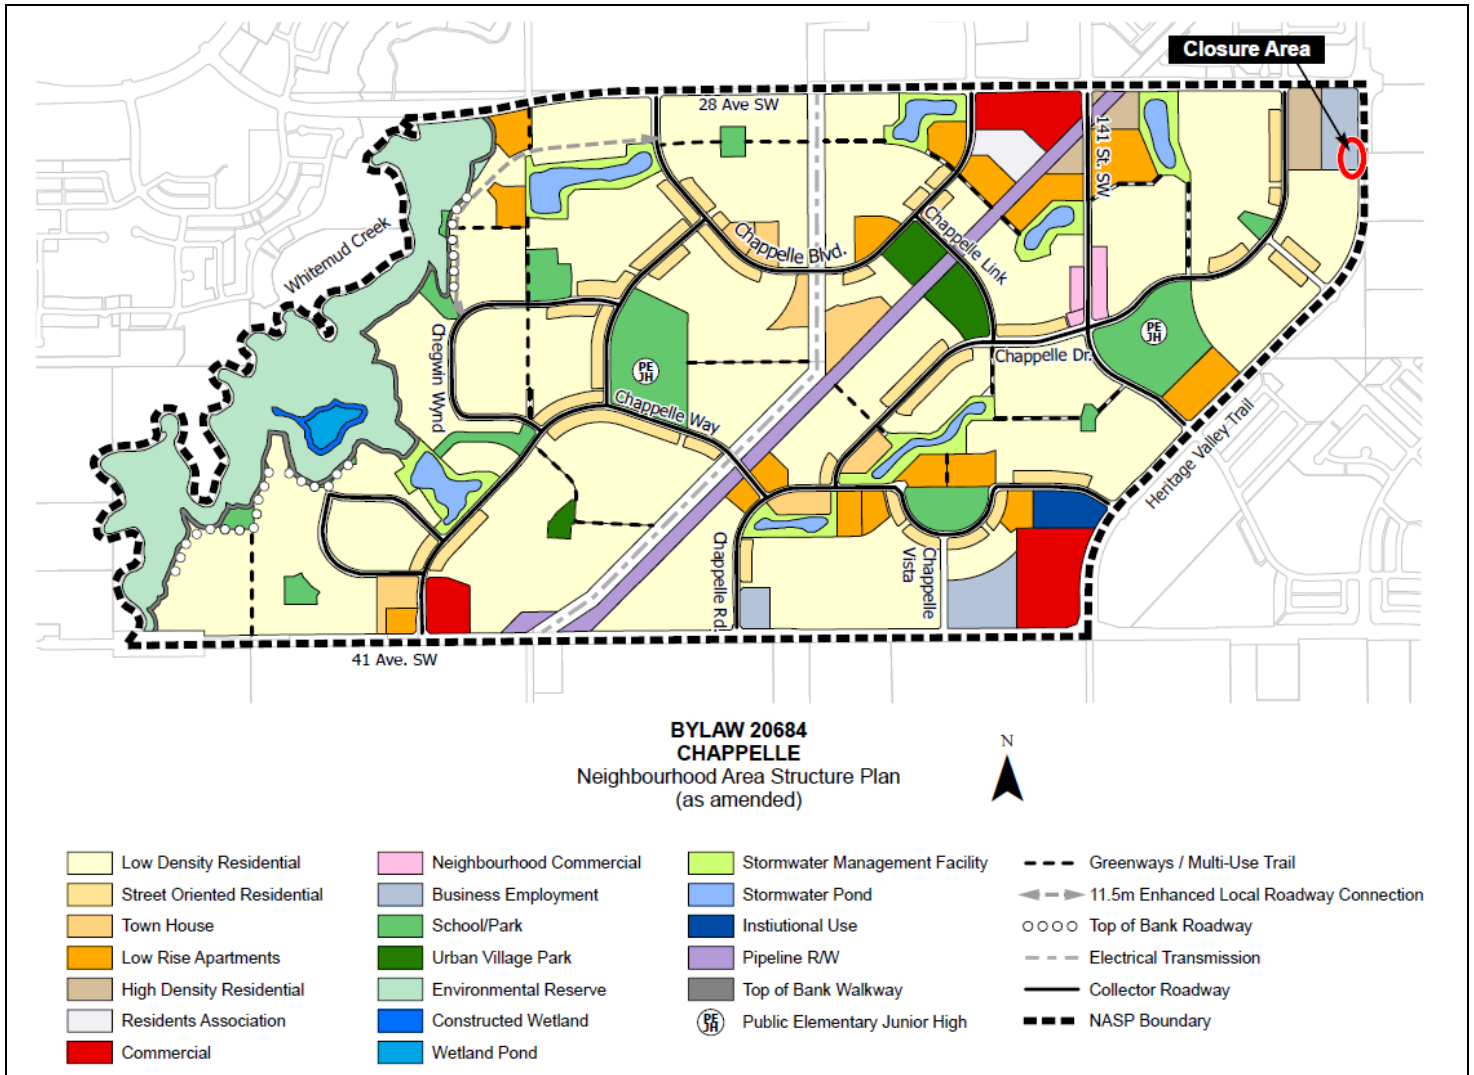 Closure Area
28 Ave SW
141 St. SW
Whitemud Creek
Chappelle Blvd.
Chappelle Link
Chegwin Wynd
PE
JH
PE
JH
Chappelle Dr.
Chappelle Way
Heritage Valley Trail
Chappelle Rd.
Chappelle
Vista
41 Ave. SW
BYLAW 20684
CHAPPELLE
Neighbourhood Area Structure Plan
(as amended)
N
Low Density Residential
Street Oriented Residential
Town House
Low Rise Apartments
High Density Residential
Residents Association
Commercial
Neighbourhood Commercial
Business Employment
School/Park
Urban Village Park
Environmental Reserve
Constructed Wetland
Wetland Pond
Stormwater Management Facility
Stormwater Pond
Instiutional Use
Pipeline R/W
Top of Bank Walkway
PE
JH
Public Elementary Junior High
Greenways / Multi-Use Trail
11.5m Enhanced Local Roadway Connection
Top of Bank Roadway
Electrical Transmission
Collector Roadway
NASP Boundary